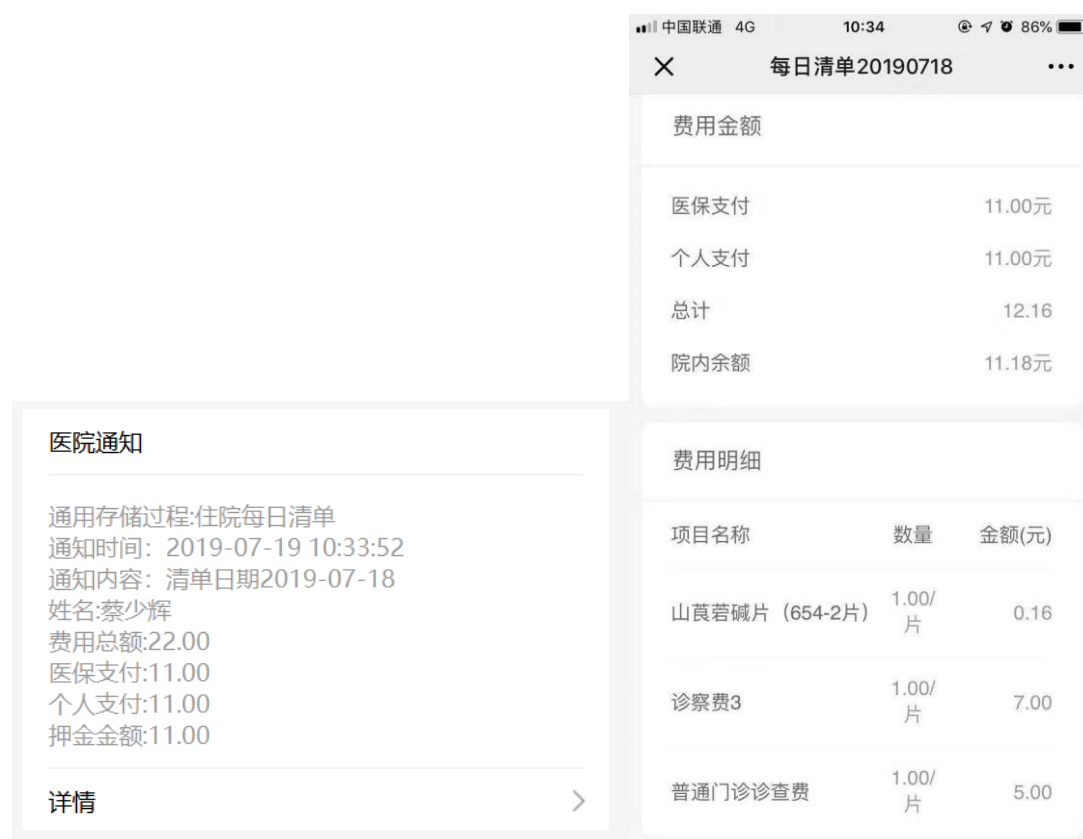 医院通知
通用存储过程:住院每日清单
通知时间：2019-07-19 10:33:52
通知内容：清单日期2019-07-18
姓名:蔡少辉
费用总额:22.00
医保支付:11.00
个人支付:11.00
押金金额:11.00
详情
中国联通 4G 10:34 86%
每日清单20190718
费用金额
医保支付 11.00元
个人支付 11.00元
总计 12.16
院内余额 11.18元
费用明细
项目名称 数量 金额(元)
山莨菪碱片（654-2片） 1.00/ 0.16
片
诊察费3 1.00/ 7.00
片
普通门诊诊查费 1.00/ 5.00
片